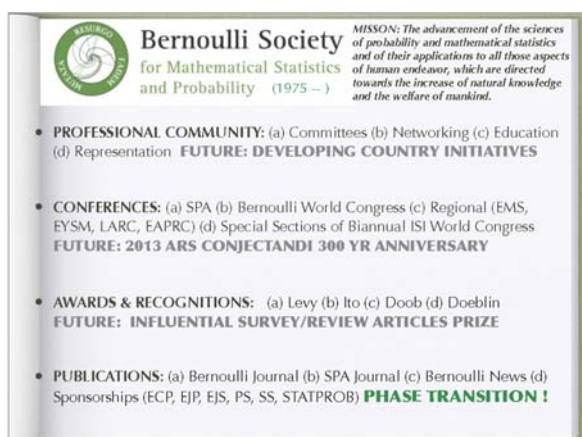 RESURGO
EADEM
MUTATA
Bernoulli Society
for Mathematical Statistics
and Probability (1975 -- )
MISSON: The advancement of the sciences
of probability and mathematical statistics
and of their applications to all those aspects
of human endeavor, which are directed
towards the increase of natural knowledge
and the welfare of mankind.
• PROFESSIONAL COMMUNITY: (a) Committees (b) Networking (c) Education
(d) Representation FUTURE: DEVELOPING COUNTRY INITIATIVES
• CONFERENCES: (a) SPA (b) Bernoulli World Congress (c) Regional (EMS,
EYSM, LARC, EAPRC) (d) Special Sections of Biannual ISI World Congress
FUTURE: 2013 ARS CONJECTANDI 300 YR ANNIVERSARY
• AWARDS & RECOGNITIONS: (a) Levy (b) Ito (c) Doob (d) Doeblin
FUTURE: INFLUENTIAL SURVEY/REVIEW ARTICLES PRIZE
• PUBLICATIONS: (a) Bernoulli Journal (b) SPA Journal (c) Bernoulli News (d)
Sponsorships (ECP, EJP, EJS, PS, SS, STATPROB) PHASE TRANSITION !